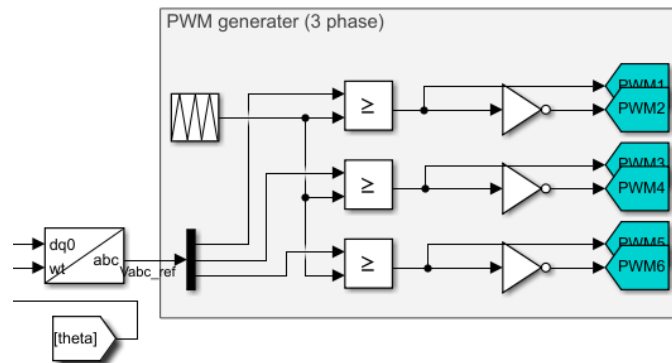 PWM generater (3 phase)
≥
PWM1
PWM2
≥
PWM3
PWM4
dq0
wt
abc
Vabc_ref
≥
PWM5
PWM6
[theta]